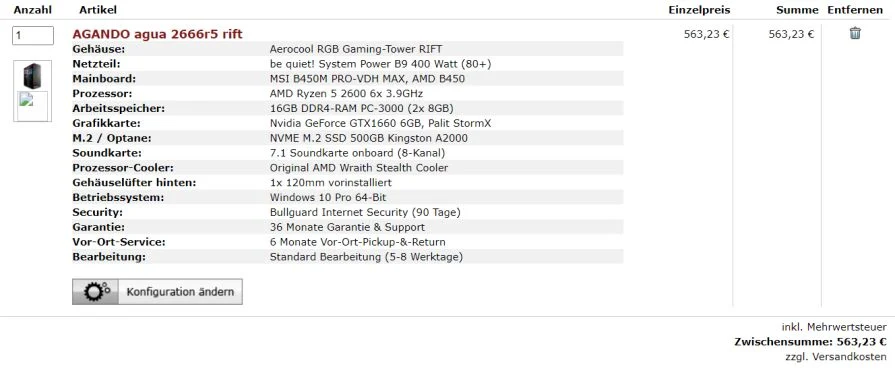 Anzahl Artikel Einzelpreis Summe Entfernen
1 AGANDO agua 2666r5 rift 563,23 € 563,23 €
Gehäuse: Aerocool RGB Gaming-Tower RIFT
Netzteil: be quiet! System Power B9 400 Watt (80+)
Mainboard: MSI B450M PRO-VDH MAX, AMD B450
Prozessor: AMD Ryzen 5 2600 6x 3.9GHz
Arbeitsspeicher: 16GB DDR4-RAM PC-3000 (2x 8GB)
Grafikkarte: Nvidia GeForce GTX1660 6GB, Palit StormX
M.2 / Optane: NVME M.2 SSD 500GB Kingston A2000
Soundkarte: 7.1 Soundkarte onboard (8-Kanal)
Prozessor-Cooler: Original AMD Wraith Stealth Cooler
Gehäuselüfter hinten: 1x 120mm vorinstalliert
Betriebssystem: Windows 10 Pro 64-Bit
Security: Bullguard Internet Security (90 Tage)
Garantie: 36 Monate Garantie & Support
Vor-Ort-Service: 6 Monate Vor-Ort-Pickup-&-Return
Bearbeitung: Standard Bearbeitung (5-8 Werktage)
Konfiguration ändern
inkl. Mehrwertsteuer
Zwischensumme: 563,23 €
zzgl. Versandkosten